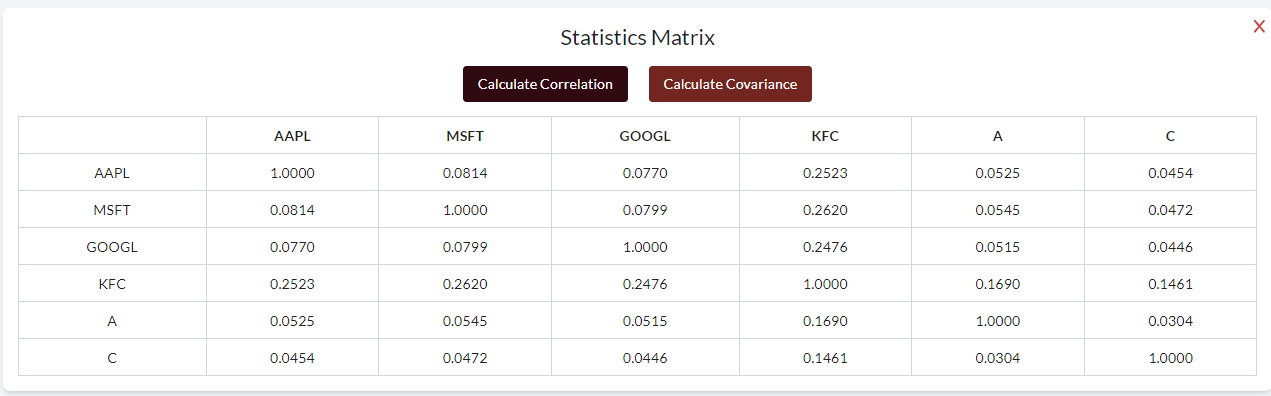 X
Statistics Matrix
Calculate Correlation Calculate Covariance
AAPL MSFT GOOGL KFC A C
AAPL 1.0000 0.0814 0.0770 0.2523 0.0525 0.0454
MSFT 0.0814 1.0000 0.0799 0.2620 0.0545 0.0472
GOOGL 0.0770 0.0799 1.0000 0.2476 0.0515 0.0446
KFC 0.2523 0.2620 0.2476 1.0000 0.1690 0.1461
A 0.0525 0.0545 0.0515 0.1690 1.0000 0.0304
C 0.0454 0.0472 0.0446 0.1461 0.0304 1.0000